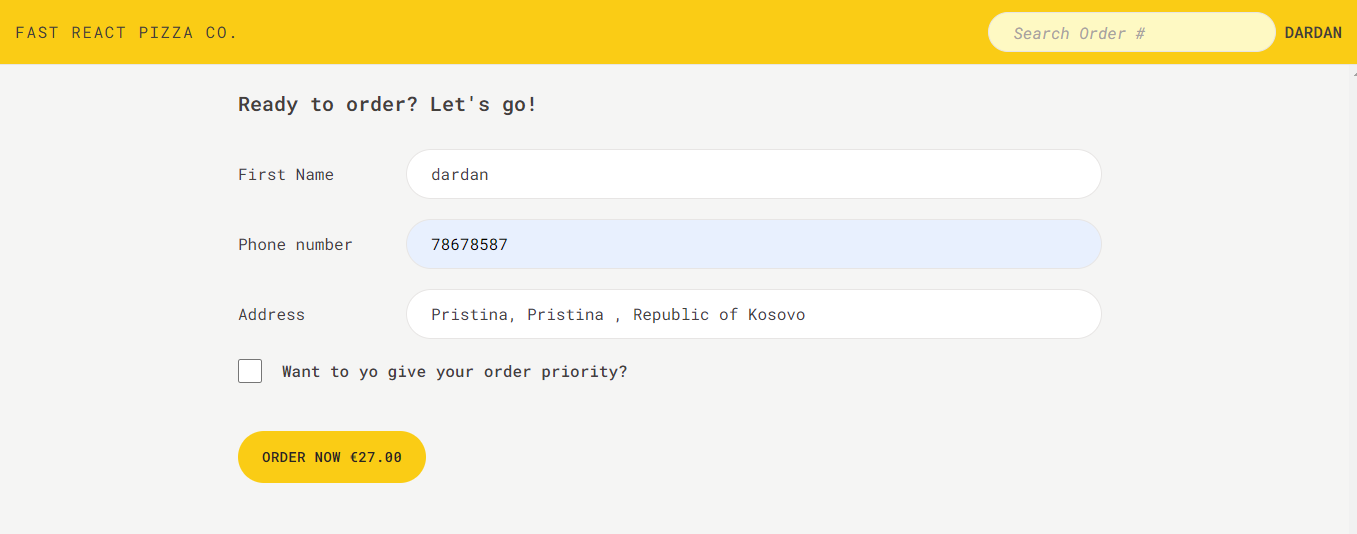 FAST REACT PIZZA CO.
Search Order #
DARDAN
Ready to order? Let's go!
First Name
dardan
Phone number
78678587
Address
Pristina, Pristina , Republic of Kosovo
Want to yo give your order priority?
ORDER NOW €27.00